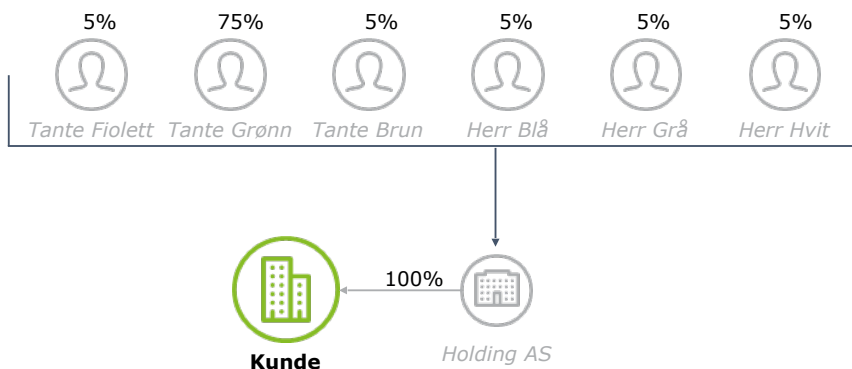 5% 75% 5% 5% 5% 5%
Tante Fiolett Tante Grønn Tante Brun Herr Blå Herr Grå Herr Hvit
100%
Holding AS
Kunde